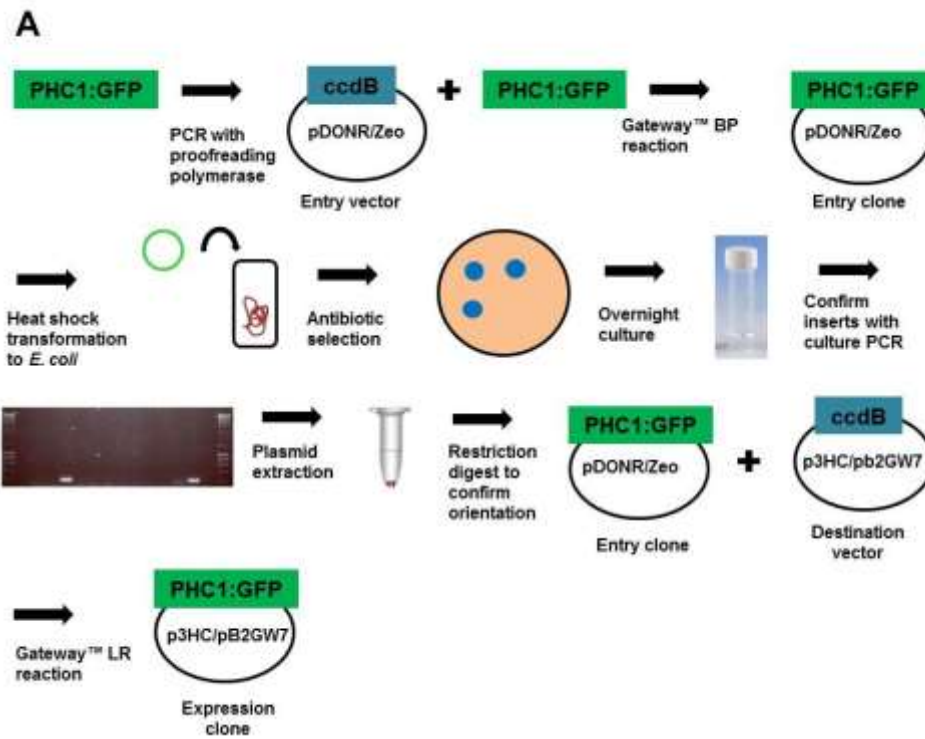 A
PHC1:GFP
PCR with
proofreading
polymerase
ccdB
pDONR/Zeo
Entry vector
+
PHC1:GFP
Gateway™ BP
reaction
PHC1:GFP
pDONR/Zeo
Entry clone
Heat shock
transformation
to E. coli
Antibiotic
selection
Overnight
culture
Confirm
inserts with
culture PCR
Plasmid
extraction
Restriction
digest to
confirm
orientation
PHC1:GFP
pDONR/Zeo
Entry clone
+
ccdB
p3HC/pb2GW7
Destination
vector
Gateway™ LR
reaction
PHC1:GFP
p3HC/pB2GW7
Expression
clone